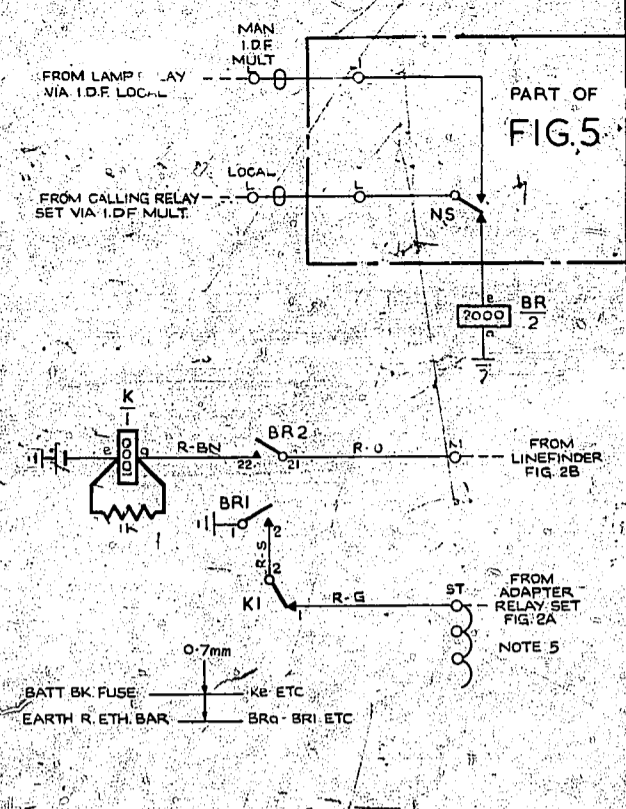 MAN
I.D.F
MULT
FROM LAMP
VIA I.D.F. LOCAL
L
1
PART OF
FIG.5
LOCAL
FROM CALLING RELAY
SET VIA I.D.F MULT.
L
L
NS
e
2000
a
BR
2
7
K
1
e
1000
a
1K
R-BN
22
BR2
21
R-O
M
FROM
LINEFINDER
FIG. 2B
BR1
1
2
R-S
2
K1
1
R-G
ST
FROM
ADAPTER
RELAY SET
FIG. 2A
NOTE 5
0.7mm
BATT BK. FUSE
Ke ETC
EARTH R. ETH. BAR
BRa - BR1 ETC